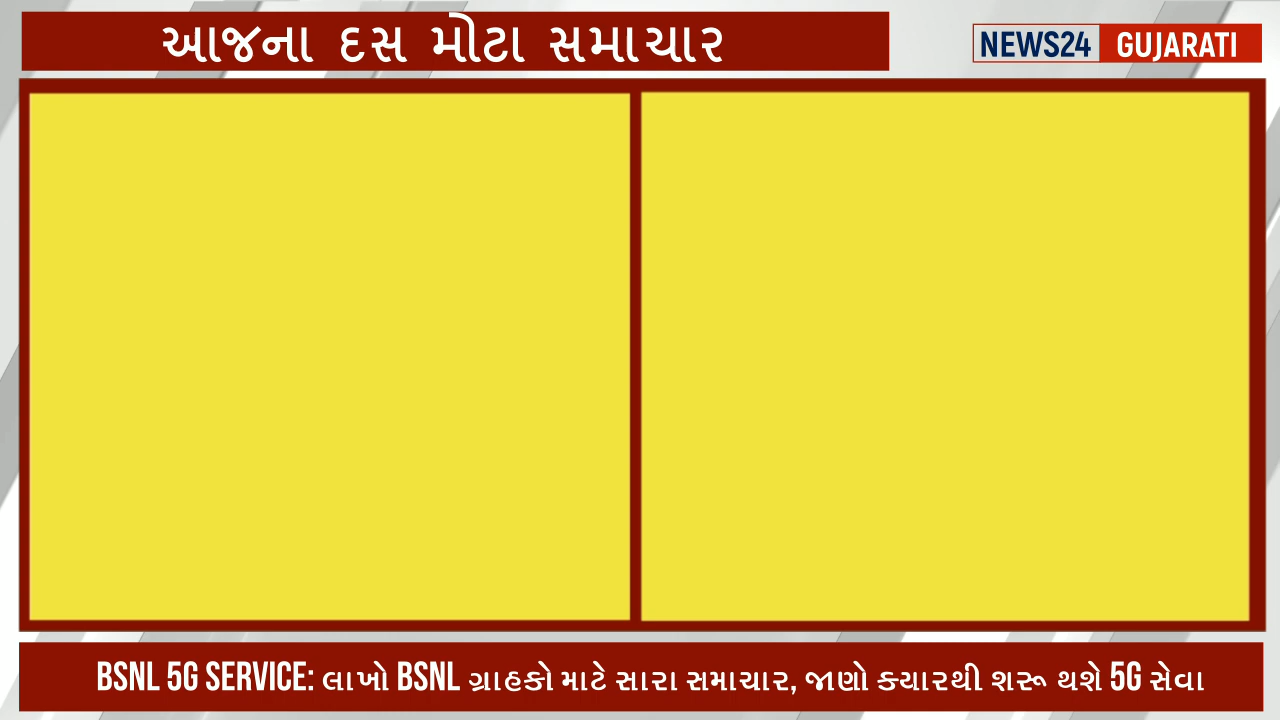 આજના દસ મોટા સમાચાર
NEWS24 GUJARATI
BSNL 5G SERVICE: લાખો BSNL ગ્રાહકો માટે સારા સમાચાર, જાણો ક્યારથી શરૂ થશે 5G સેવા